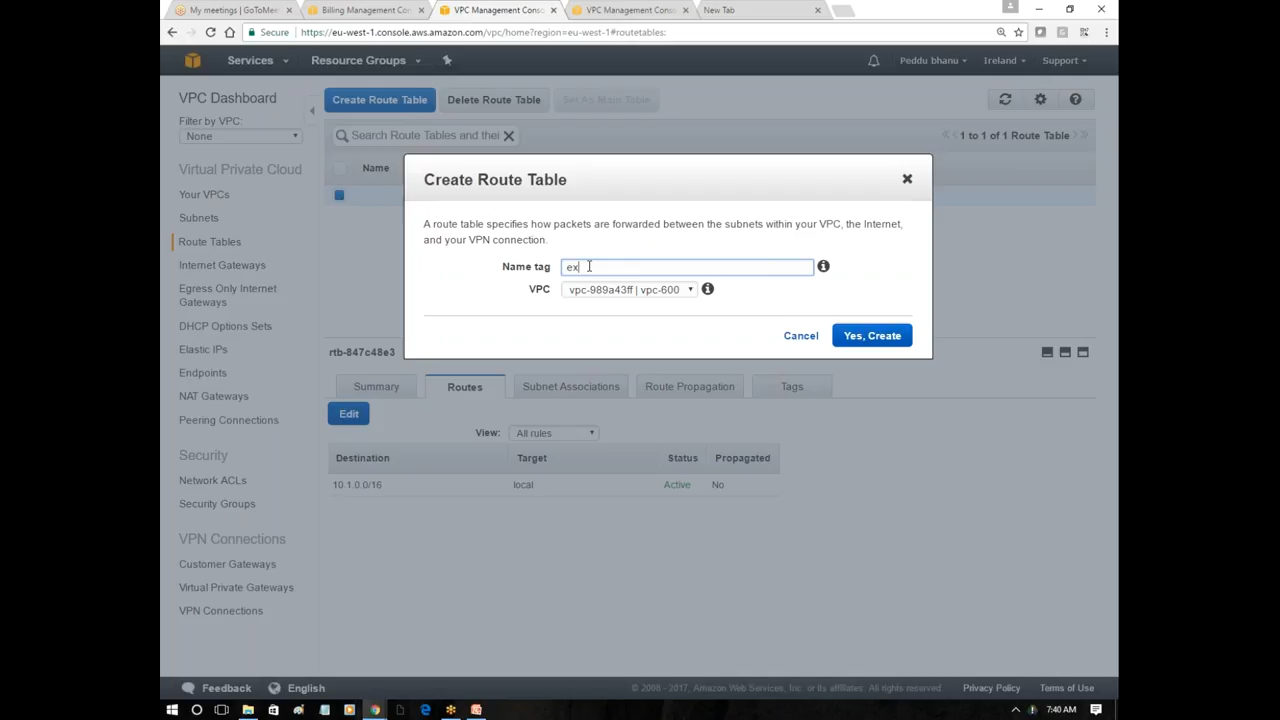 My meetings | GoToMee
Billing Management Con
VPC Management Conso
VPC Management Conso
New Tab
Secure
https://eu-west-1.console.aws.amazon.com/vpc/home?region=eu-west-1#routetables:
Services
Resource Groups
Peddu bhanu
Ireland
Support
VPC Dashboard
Filter by VPC:
None
Virtual Private Cloud
Your VPCs
Subnets
Route Tables
Internet Gateways
Egress Only Internet
Gateways
DHCP Options Sets
Elastic IPs
Endpoints
NAT Gateways
Peering Connections
Security
Network ACLs
Security Groups
VPN Connections
Customer Gateways
Virtual Private Gateways
VPN Connections
Create Route Table
Delete Route Table
Set As Main Table
Search Route Tables and thei
1 to 1 of 1 Route Table
Name
Create Route Table
A route table specifies how packets are forwarded between the subnets within your VPC, the Internet,
and your VPN connection.
Name tag
ex
VPC
vpc-989a43ff | vpc-600
Cancel
Yes, Create
rtb-847c48e3
Summary
Routes
Subnet Associations
Route Propagation
Tags
Edit
View:
All rules
Destination
Target
Status
Propagated
10.1.0.0/16
local
Active
No
Feedback
English
© 2008 - 2017, Amazon Web Services, Inc. or its affiliates. All rights reserved.
Privacy Policy
Terms of Use
7:40 AM